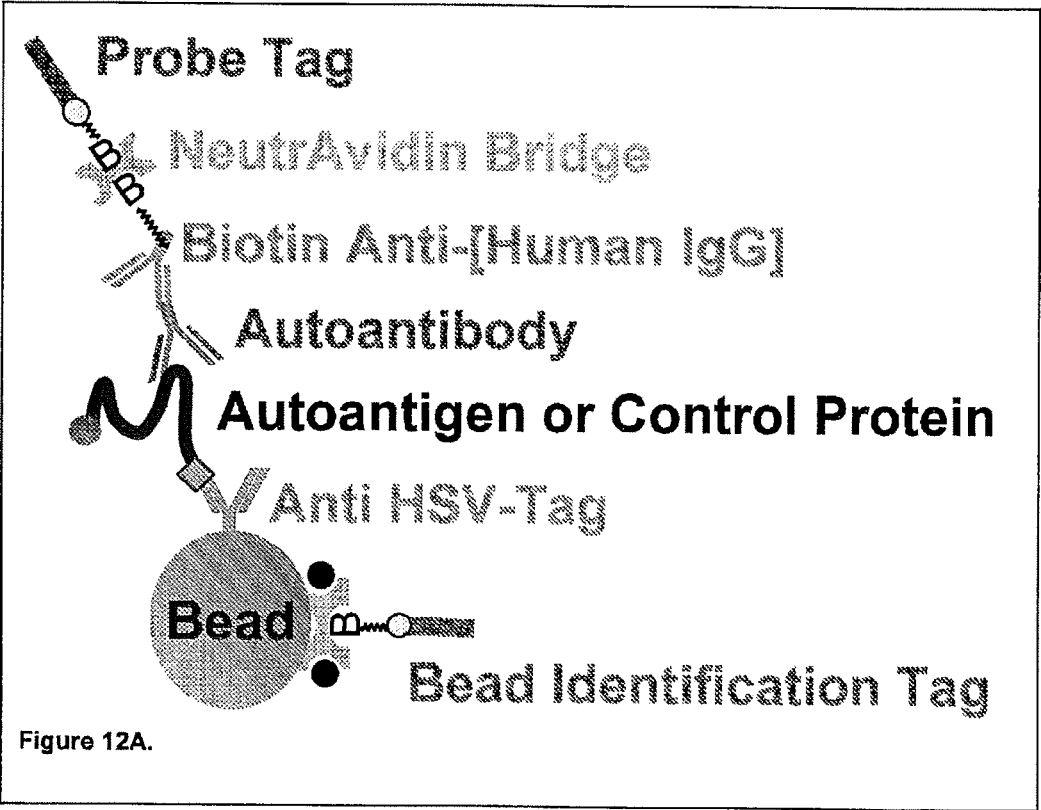 Probe Tag
B
B
NeutrAvidin Bridge
Biotin Anti-[Human IgG]
Autoantibody
Autoantigen or Control Protein
Anti HSV-Tag
Bead
B
Bead Identification Tag
Figure 12A.